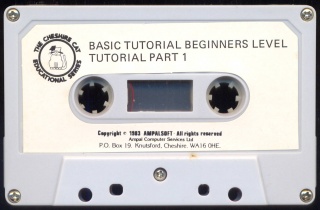 THE CHESHIRE CAT
EDUCATIONAL SERIES
BASIC TUTORIAL BEGINNERS LEVEL
TUTORIAL PART 1
Copyright © 1983 AMPALSOFT All rights reserved
Ampal Computer Services Ltd
P.O. Box 19, Knutsford, Cheshire. WA16 0HE.